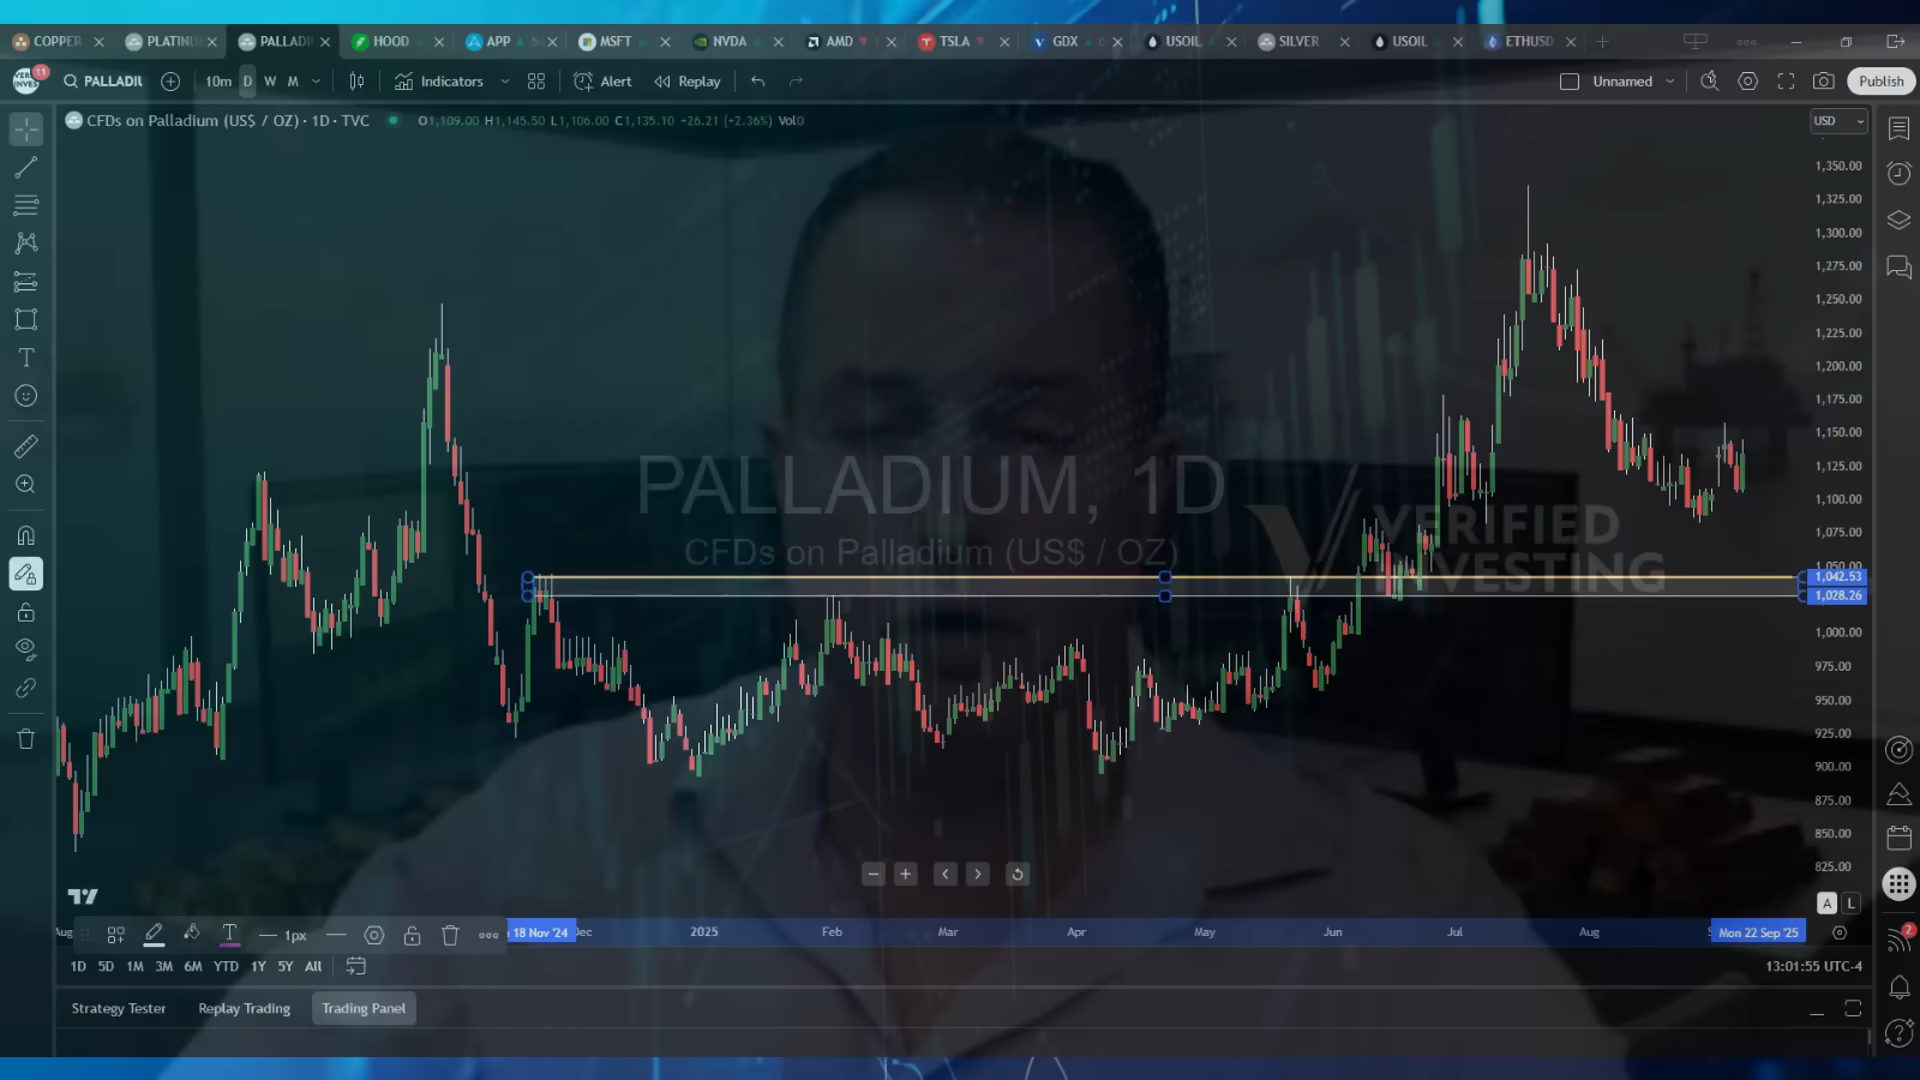 COPPER PLATINU PALLADI HOOD APP MSFT NVDA AMD TSLA GDX USOIL SILVER USOIL ETHUSD
11 PALLADIU 10m D W M Indicators Alert Replay Unnamed Publish
CFDs on Palladium (US$ / OZ) · 1D · TVC O1,109.00 H1,145.50 L1,106.00 C1,135.10 +26.21 (+2.36%) Vol0
USD
1,350.00
1,325.00
1,300.00
1,275.00
1,250.00
1,225.00
1,200.00
1,175.00
1,150.00
1,125.00
1,100.00
1,075.00
1,050.00
1,042.53
1,028.26
1,000.00
975.00
950.00
925.00
900.00
875.00
850.00
825.00
PALLADIUM, 1D
CFDs on Palladium (US$ / OZ)
VERIFIED
INVESTING
A L
T 1px
Aug 18 Nov '24 Dec 2025 Feb Mar Apr May Jun Jul Aug Mon 22 Sep '25
2
1D 5D 1M 3M 6M YTD 1Y 5Y All
13:01:55 UTC-4
Strategy Tester Replay Trading Trading Panel